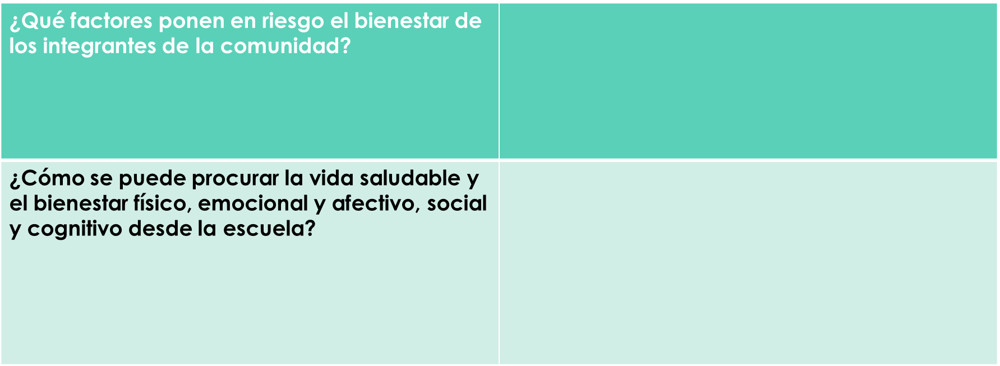 ¿Qué factores ponen en riesgo el bienestar de
los integrantes de la comunidad?
¿Cómo se puede procurar la vida saludable y
el bienestar físico, emocional y afectivo, social
y cognitivo desde la escuela?